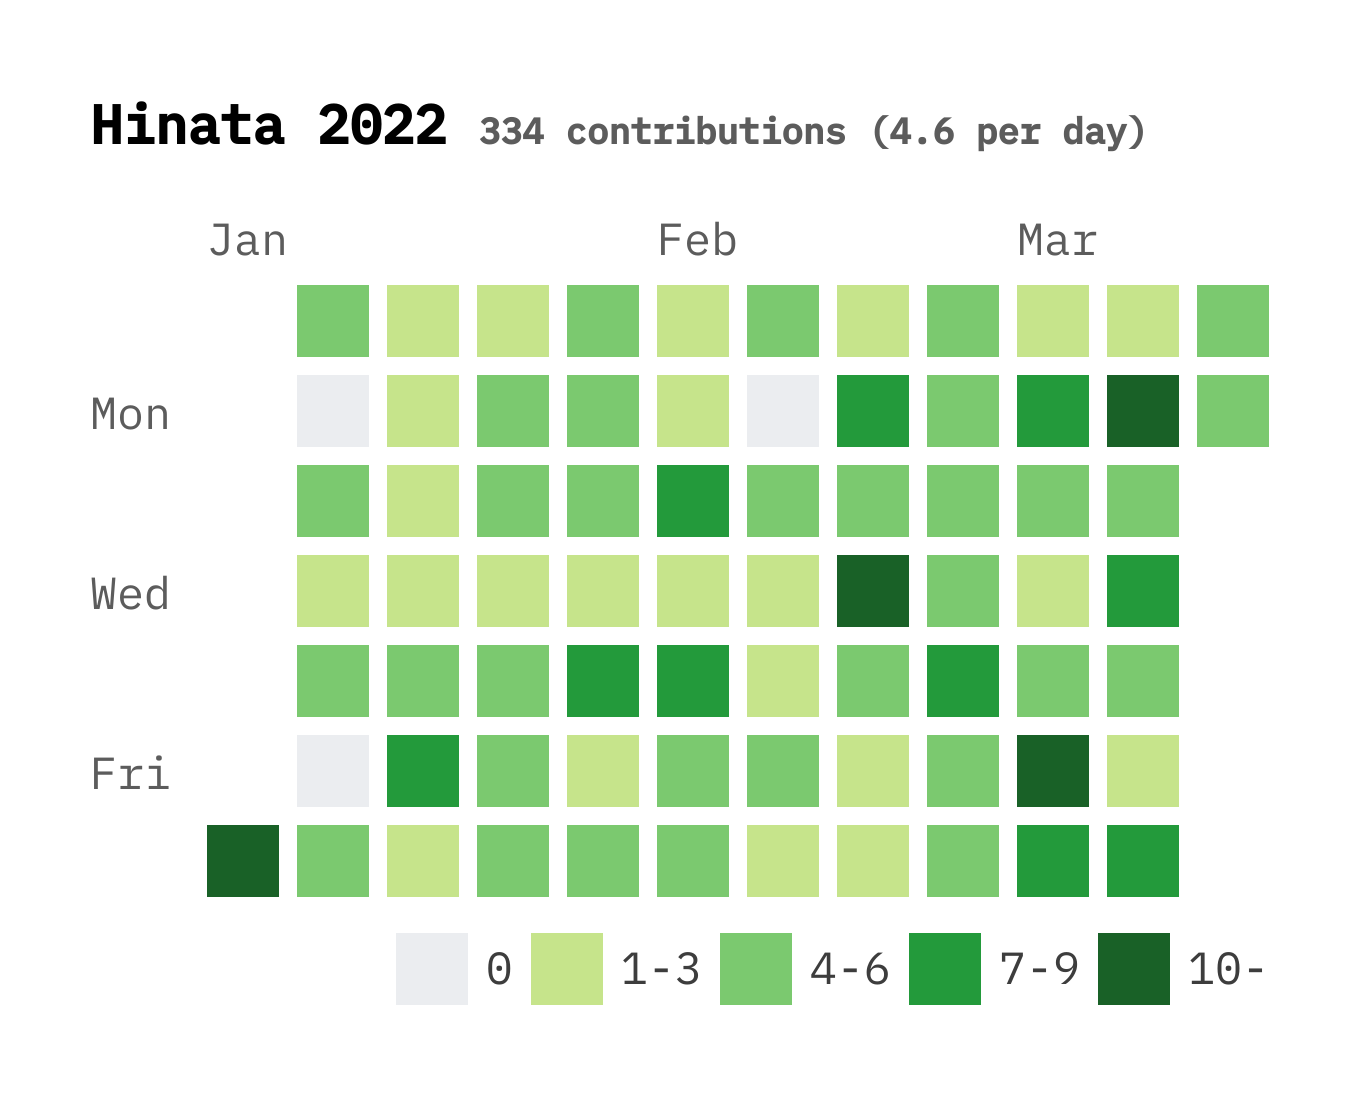 Hinata 2022 334 contributions (4.6 per day)
Jan Feb Mar
Mon
Wed
Fri
0 1-3 4-6 7-9 10-